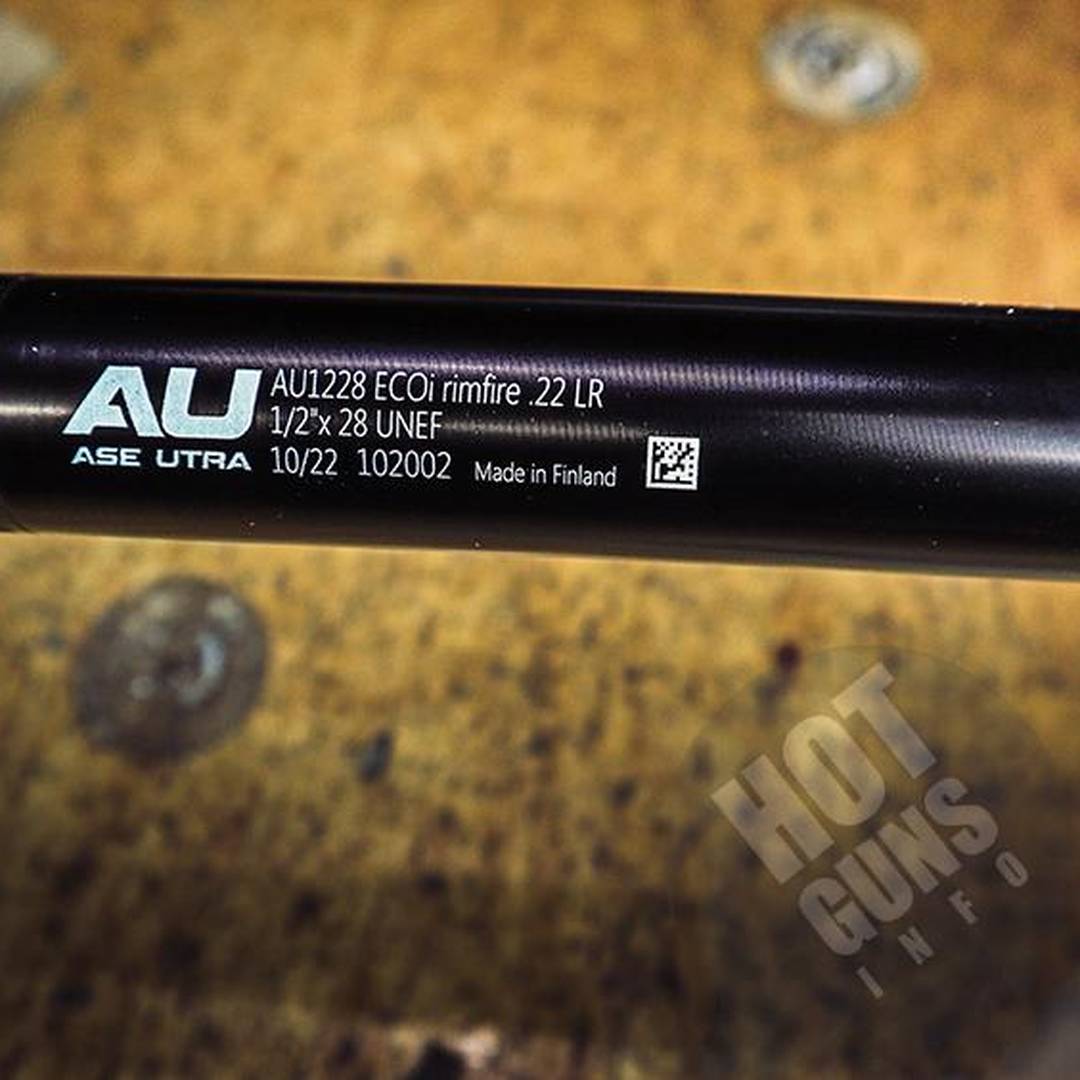 AU
ASE UTRA
AU1228 ECOi rimfire .22 LR
1/2"x 28 UNEF
10/22 102002 Made in Finland
HOT
GUNS
INFO